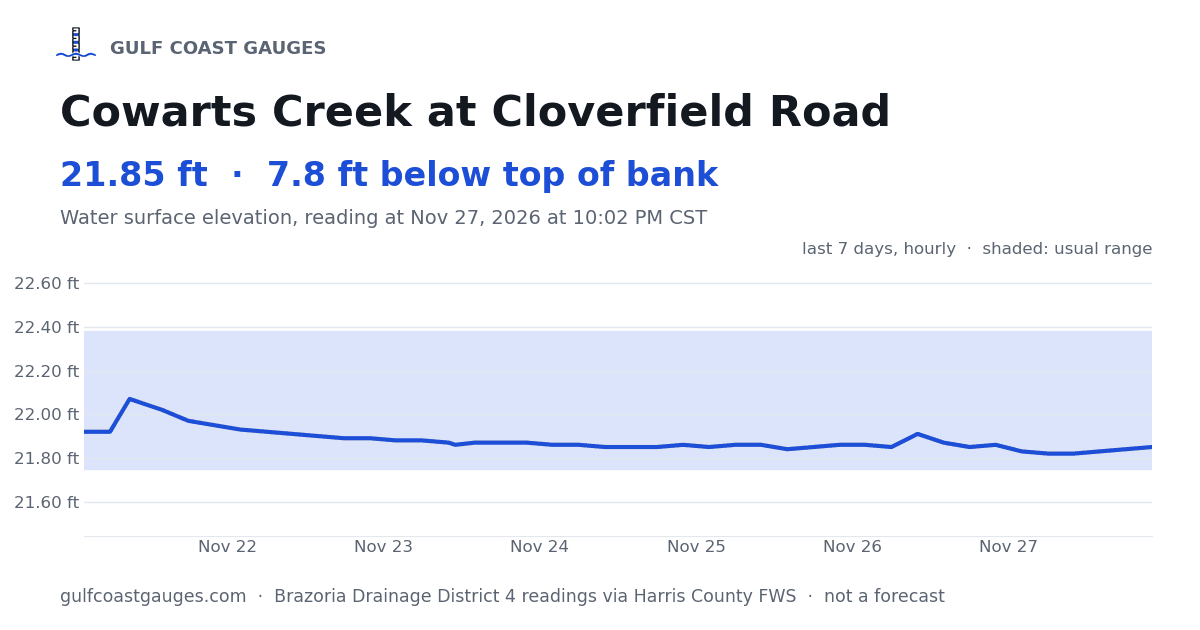 GULF COAST GAUGES
Cowarts Creek at Cloverfield Road
21.85 ft · 7.8 ft below top of bank
Water surface elevation, reading at Nov 27, 2026 at 10:02 PM CST
last 7 days, hourly · shaded: usual range
22.60 ft
22.40 ft
22.20 ft
22.00 ft
21.80 ft
21.60 ft
Nov 22 Nov 23 Nov 24 Nov 25 Nov 26 Nov 27
gulfcoastgauges.com · Brazoria Drainage District 4 readings via Harris County FWS · not a forecast